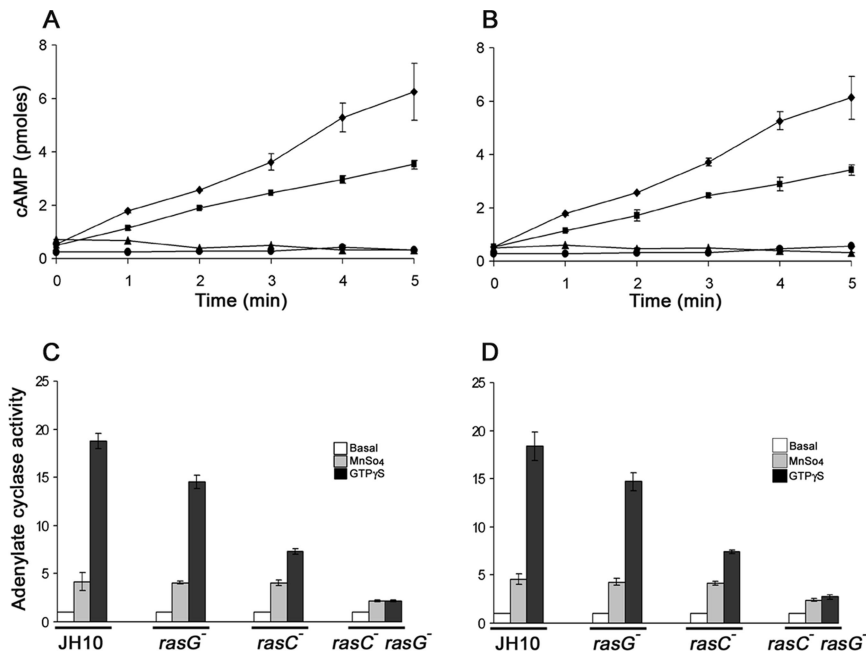 A
8
6
4
2
0
cAMP (pmoles)
0 1 2 3 4 5
Time (min)
B
8
6
4
2
0
0 1 2 3 4 5
Time (min)
C
25
20
15
10
5
0
Adenylate cyclase activity
Basal
MnSo4
GTPγS
JH10 rasG- rasC- rasC- rasG-
D
25
20
15
10
5
0
Basal
MnSo4
GTPγS
JH10 rasG- rasC- rasC- rasG-